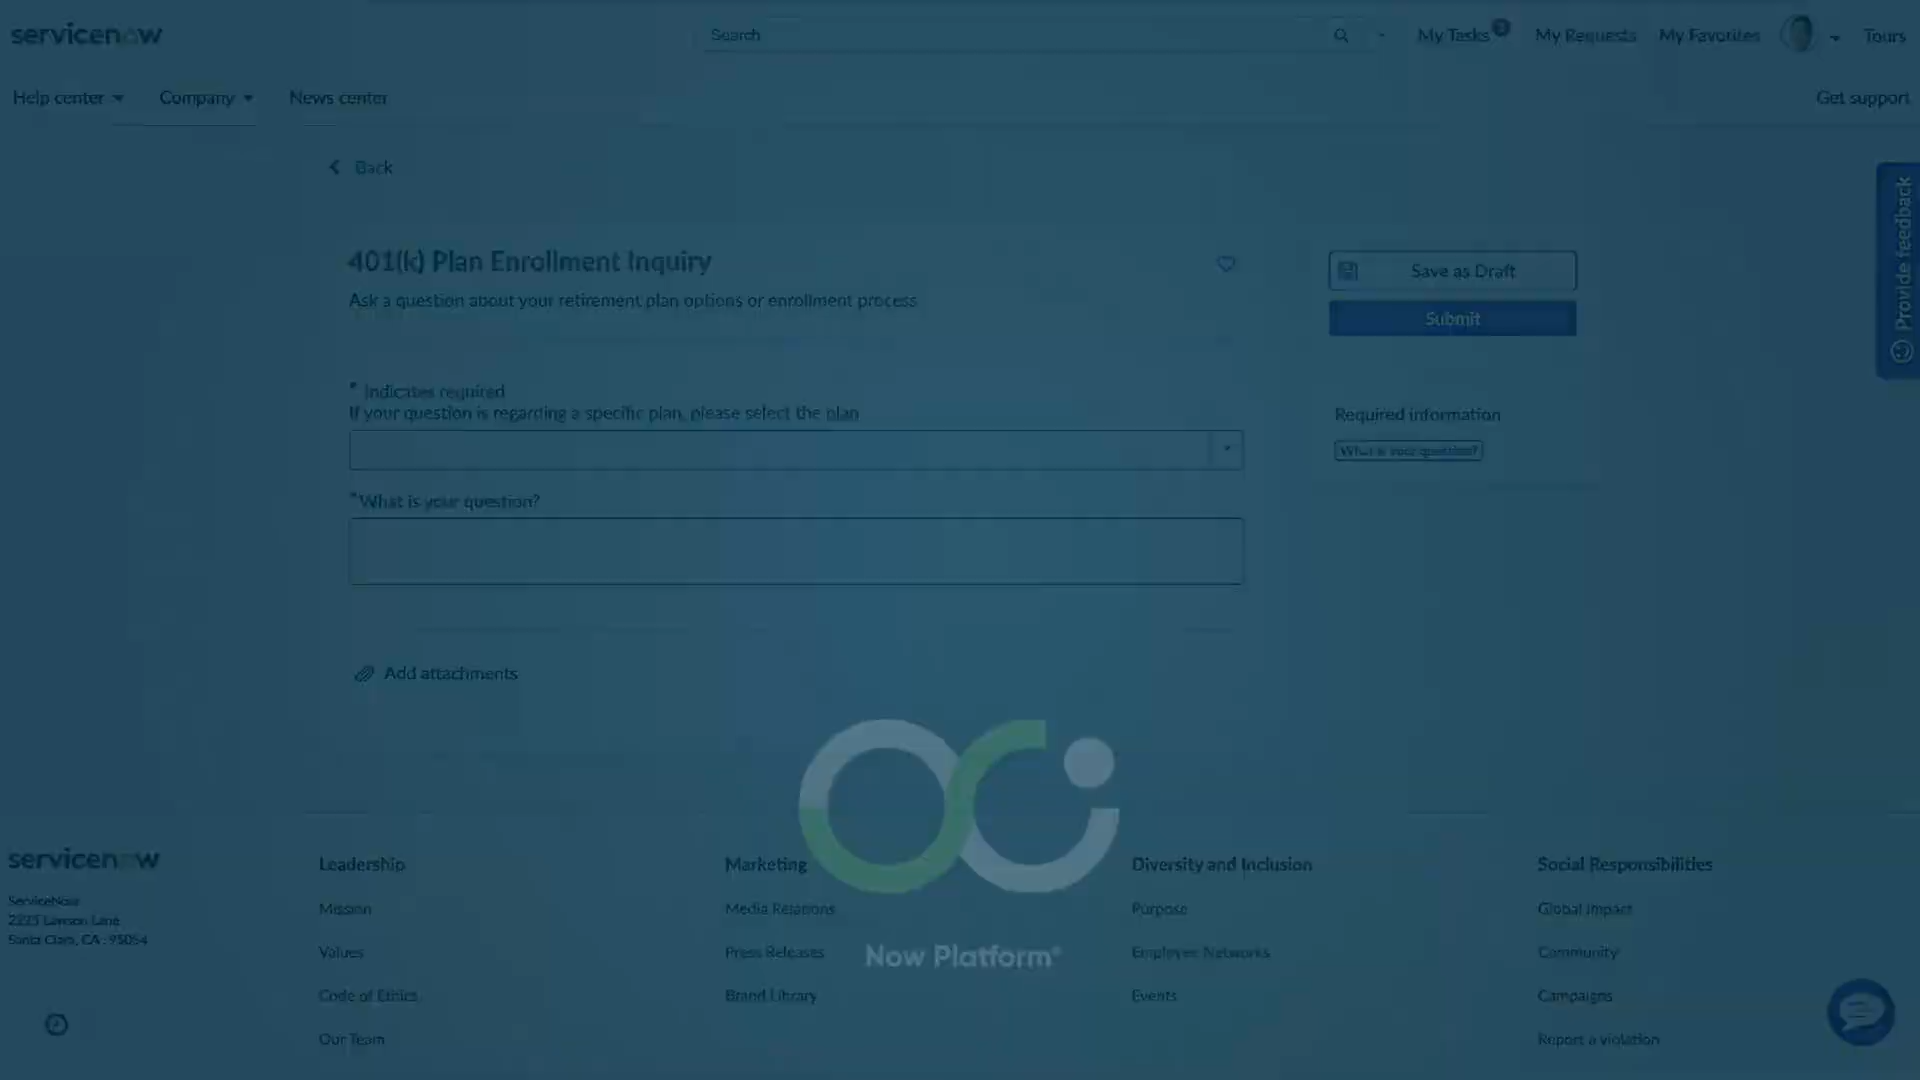 servicenow
Search
My Tasks
My Requests
My Favorites
Tours
Help center
Company
News center
Get support
Back
Provide feedback
401(k) Plan Enrollment Inquiry
Ask a question about your retirement plan options or enrollment process
Save as Draft
Submit
* Indicates required
If your question is regarding a specific plan, please select the plan
Required information
What is your question?
*What is your question?
Add attachments
servicenow
ServiceNow
2225 Lawson Lane
Santa Clara, CA, 95054
Leadership
Mission
Values
Code of Ethics
Our Team
Marketing
Media Relations
Press Releases
Brand Library
Now Platform®
Diversity and Inclusion
Purpose
Employee Networks
Events
Social Responsibilities
Global Impact
Community
Campaigns
Report a violation